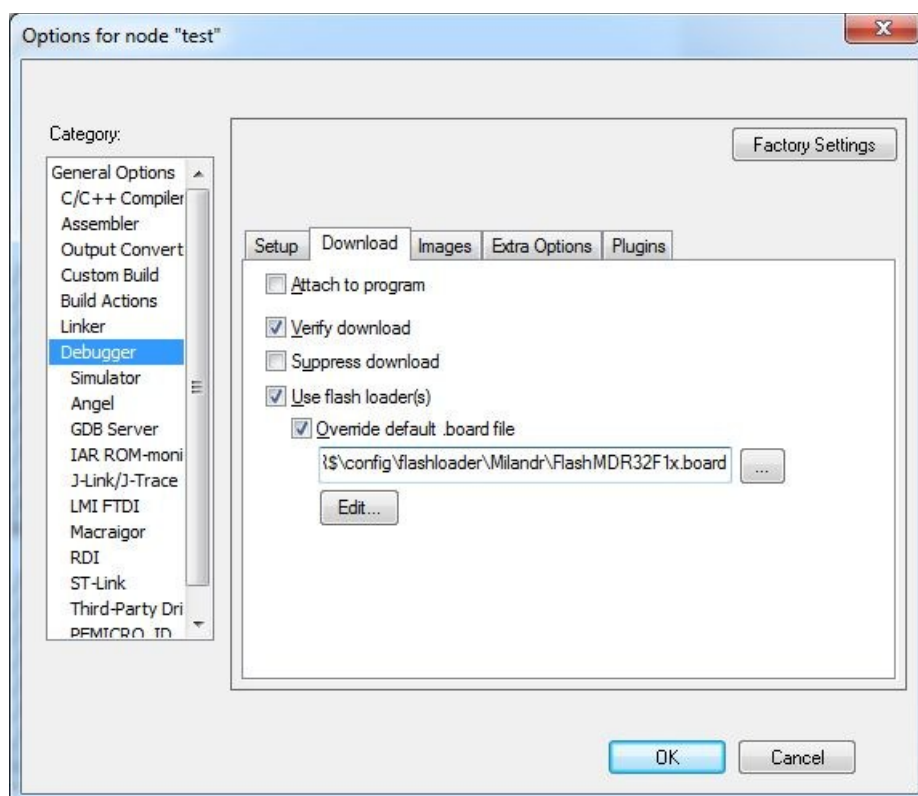 Options for node "test"
Category:
Factory Settings
General Options
C/C++ Compiler
Assembler
Output Convert
Custom Build
Build Actions
Linker
Debugger
Simulator
Angel
GDB Server
IAR ROM-moni
J-Link/J-Trace
LMI FTDI
Macraigor
RDI
ST-Link
Third-Party Dri
PEMICRO_ID
Setup Download Images Extra Options Plugins
Attach to program
Verify download
Suppress download
Use flash loader(s)
Override default .board file
$\config\flashloader\Milandr\FlashMDR32F1x.board
...
Edit...
OK Cancel